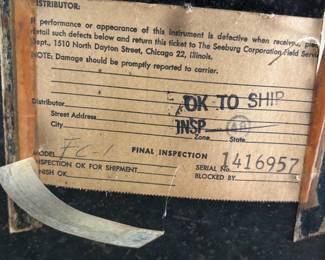 DISTRIBUTOR:
If performance or appearance of this instrument is defective when received, please
detail such defects below and return this ticket to The Seeburg Corporation Field Service
Dept., 1510 North Dayton Street, Chicago 22, Illinois.
NOTE: Damage should be promptly reported to carrier.
Distributor
OK TO SHIP
Street Address
City
INSP
Zone State
FINAL INSPECTION
MODEL FC-1
SERIAL No. 1416957
INSPECTION OK FOR SHIPMENT
BLOCKED BY
FINISH OK